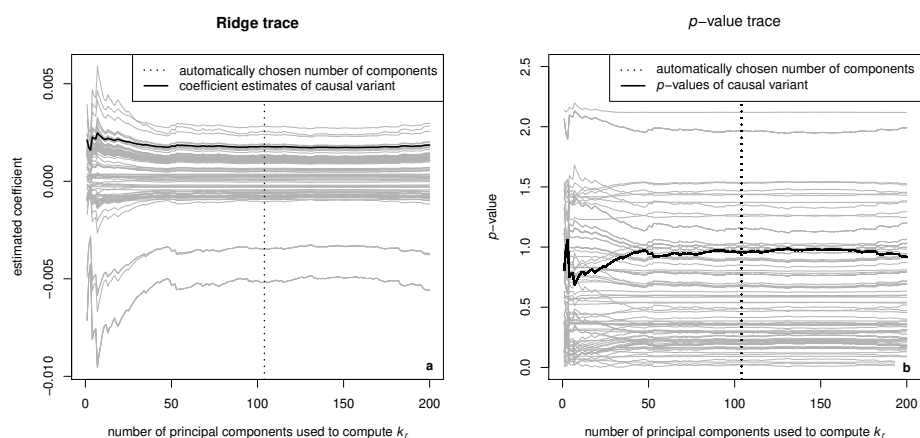 Ridge trace
automatically chosen number of components
coefficient estimates of causal variant
0.005
0.000
−0.005
−0.010
estimated coefficient
0 50 100 150 200
number of principal components used to compute kr
a
p−value trace
automatically chosen number of components
p−values of causal variant
2.5
2.0
1.5
1.0
0.5
0.0
p−value
0 50 100 150 200
number of principal components used to compute kr
b